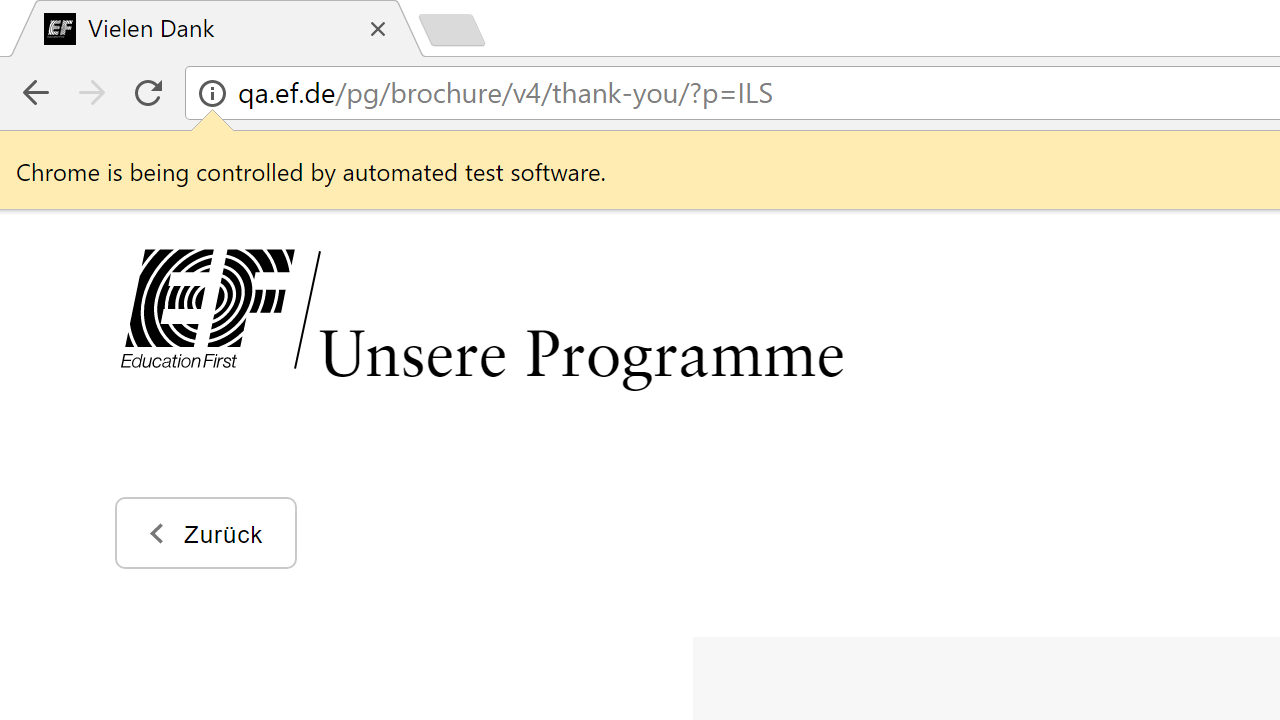 Vielen Dank
qa.ef.de/pg/brochure/v4/thank-you/?p=ILS
Chrome is being controlled by automated test software.
EF
Education First
Unsere Programme
Zurück